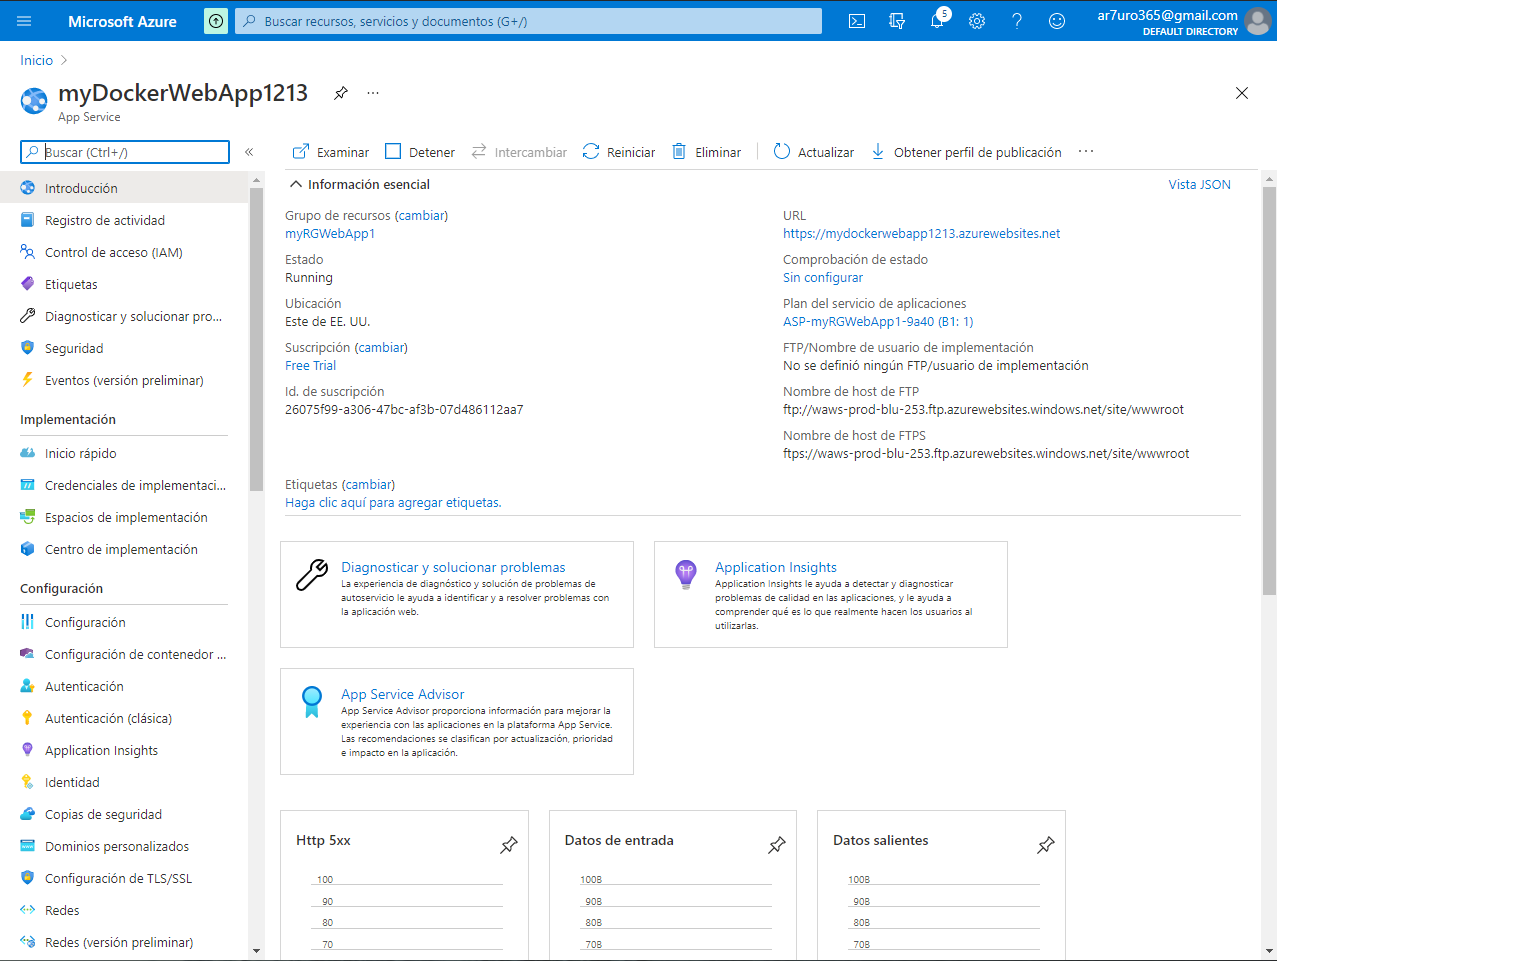 Microsoft Azure
Buscar recursos, servicios y documentos (G+/)
5
ar7uro365@gmail.com
DEFAULT DIRECTORY
Inicio
myDockerWebApp1213
App Service
Buscar (Ctrl+/)
Introducción
Registro de actividad
Control de acceso (IAM)
Etiquetas
Diagnosticar y solucionar pro...
Seguridad
Eventos (versión preliminar)
Implementación
Inicio rápido
Credenciales de implementaci...
Espacios de implementación
Centro de implementación
Configuración
Configuración
Configuración de contenedor ...
Autenticación
Autenticación (clásica)
Application Insights
Identidad
Copias de seguridad
Dominios personalizados
Configuración de TLS/SSL
Redes
Redes (versión preliminar)
Examinar
Detener
Intercambiar
Reiniciar
Eliminar
Actualizar
Obtener perfil de publicación
Información esencial
Vista JSON
Grupo de recursos (cambiar)
myRGWebApp1
Estado
Running
Ubicación
Este de EE. UU.
Suscripción (cambiar)
Free Trial
Id. de suscripción
26075f99-a306-47bc-af3b-07d486112aa7
URL
https://mydockerwebapp1213.azurewebsites.net
Comprobación de estado
Sin configurar
Plan del servicio de aplicaciones
ASP-myRGWebApp1-9a40 (B1: 1)
FTP/Nombre de usuario de implementación
No se definió ningún FTP/usuario de implementación
Nombre de host de FTP
ftp://waws-prod-blu-253.ftp.azurewebsites.windows.net/site/wwwroot
Nombre de host de FTPS
ftps://waws-prod-blu-253.ftp.azurewebsites.windows.net/site/wwwroot
Etiquetas (cambiar)
Haga clic aquí para agregar etiquetas.
Diagnosticar y solucionar problemas
La experiencia de diagnóstico y solución de problemas de
autoservicio le ayuda a identificar y a resolver problemas con
la aplicación web.
Application Insights
Application Insights le ayuda a detectar y diagnosticar
problemas de calidad en las aplicaciones, y le ayuda a
comprender qué es lo que realmente hacen los usuarios al
utilizarlas.
App Service Advisor
App Service Advisor proporciona información para mejorar la
experiencia con las aplicaciones en la plataforma App Service.
Las recomendaciones se clasifican por actualización, prioridad
e impacto en la aplicación.
Http 5xx
100
90
80
70
Datos de entrada
100B
90B
80B
70B
Datos salientes
100B
90B
80B
70B